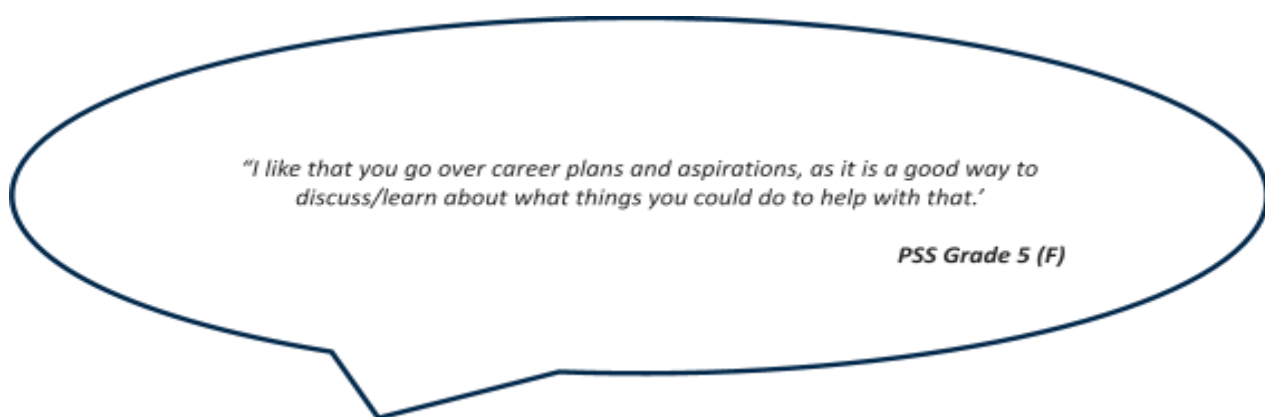 “I like that you go over career plans and aspirations, as it is a good way to
discuss/learn about what things you could do to help with that.’
PSS Grade 5 (F)